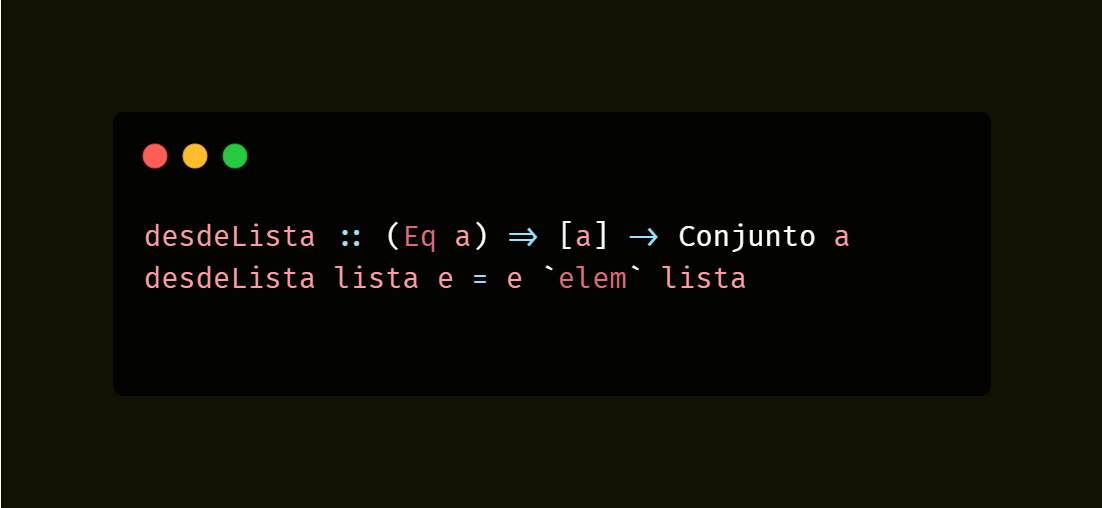 desdeLista :: (Eq a) => [a] -> Conjunto a
desdeLista lista e = e `elem` lista